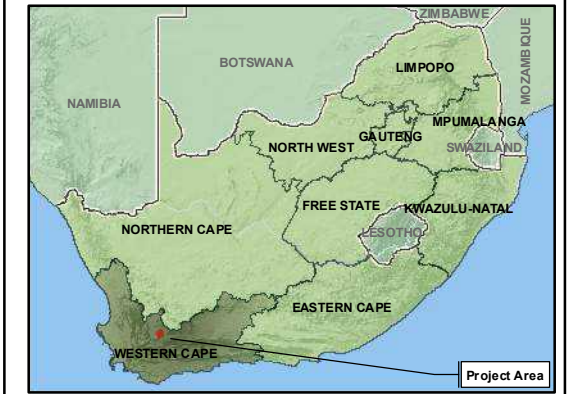 ZIMBABWE
BOTSWANA
MOZAMBIQUE
LIMPOPO
NAMIBIA
MPUMALANGA
GAUTENG
NORTH WEST
SWAZILAND
FREE STATE
KWAZULU-NATAL
NORTHERN CAPE
LESOTHO
EASTERN CAPE
WESTERN CAPE
Project Area